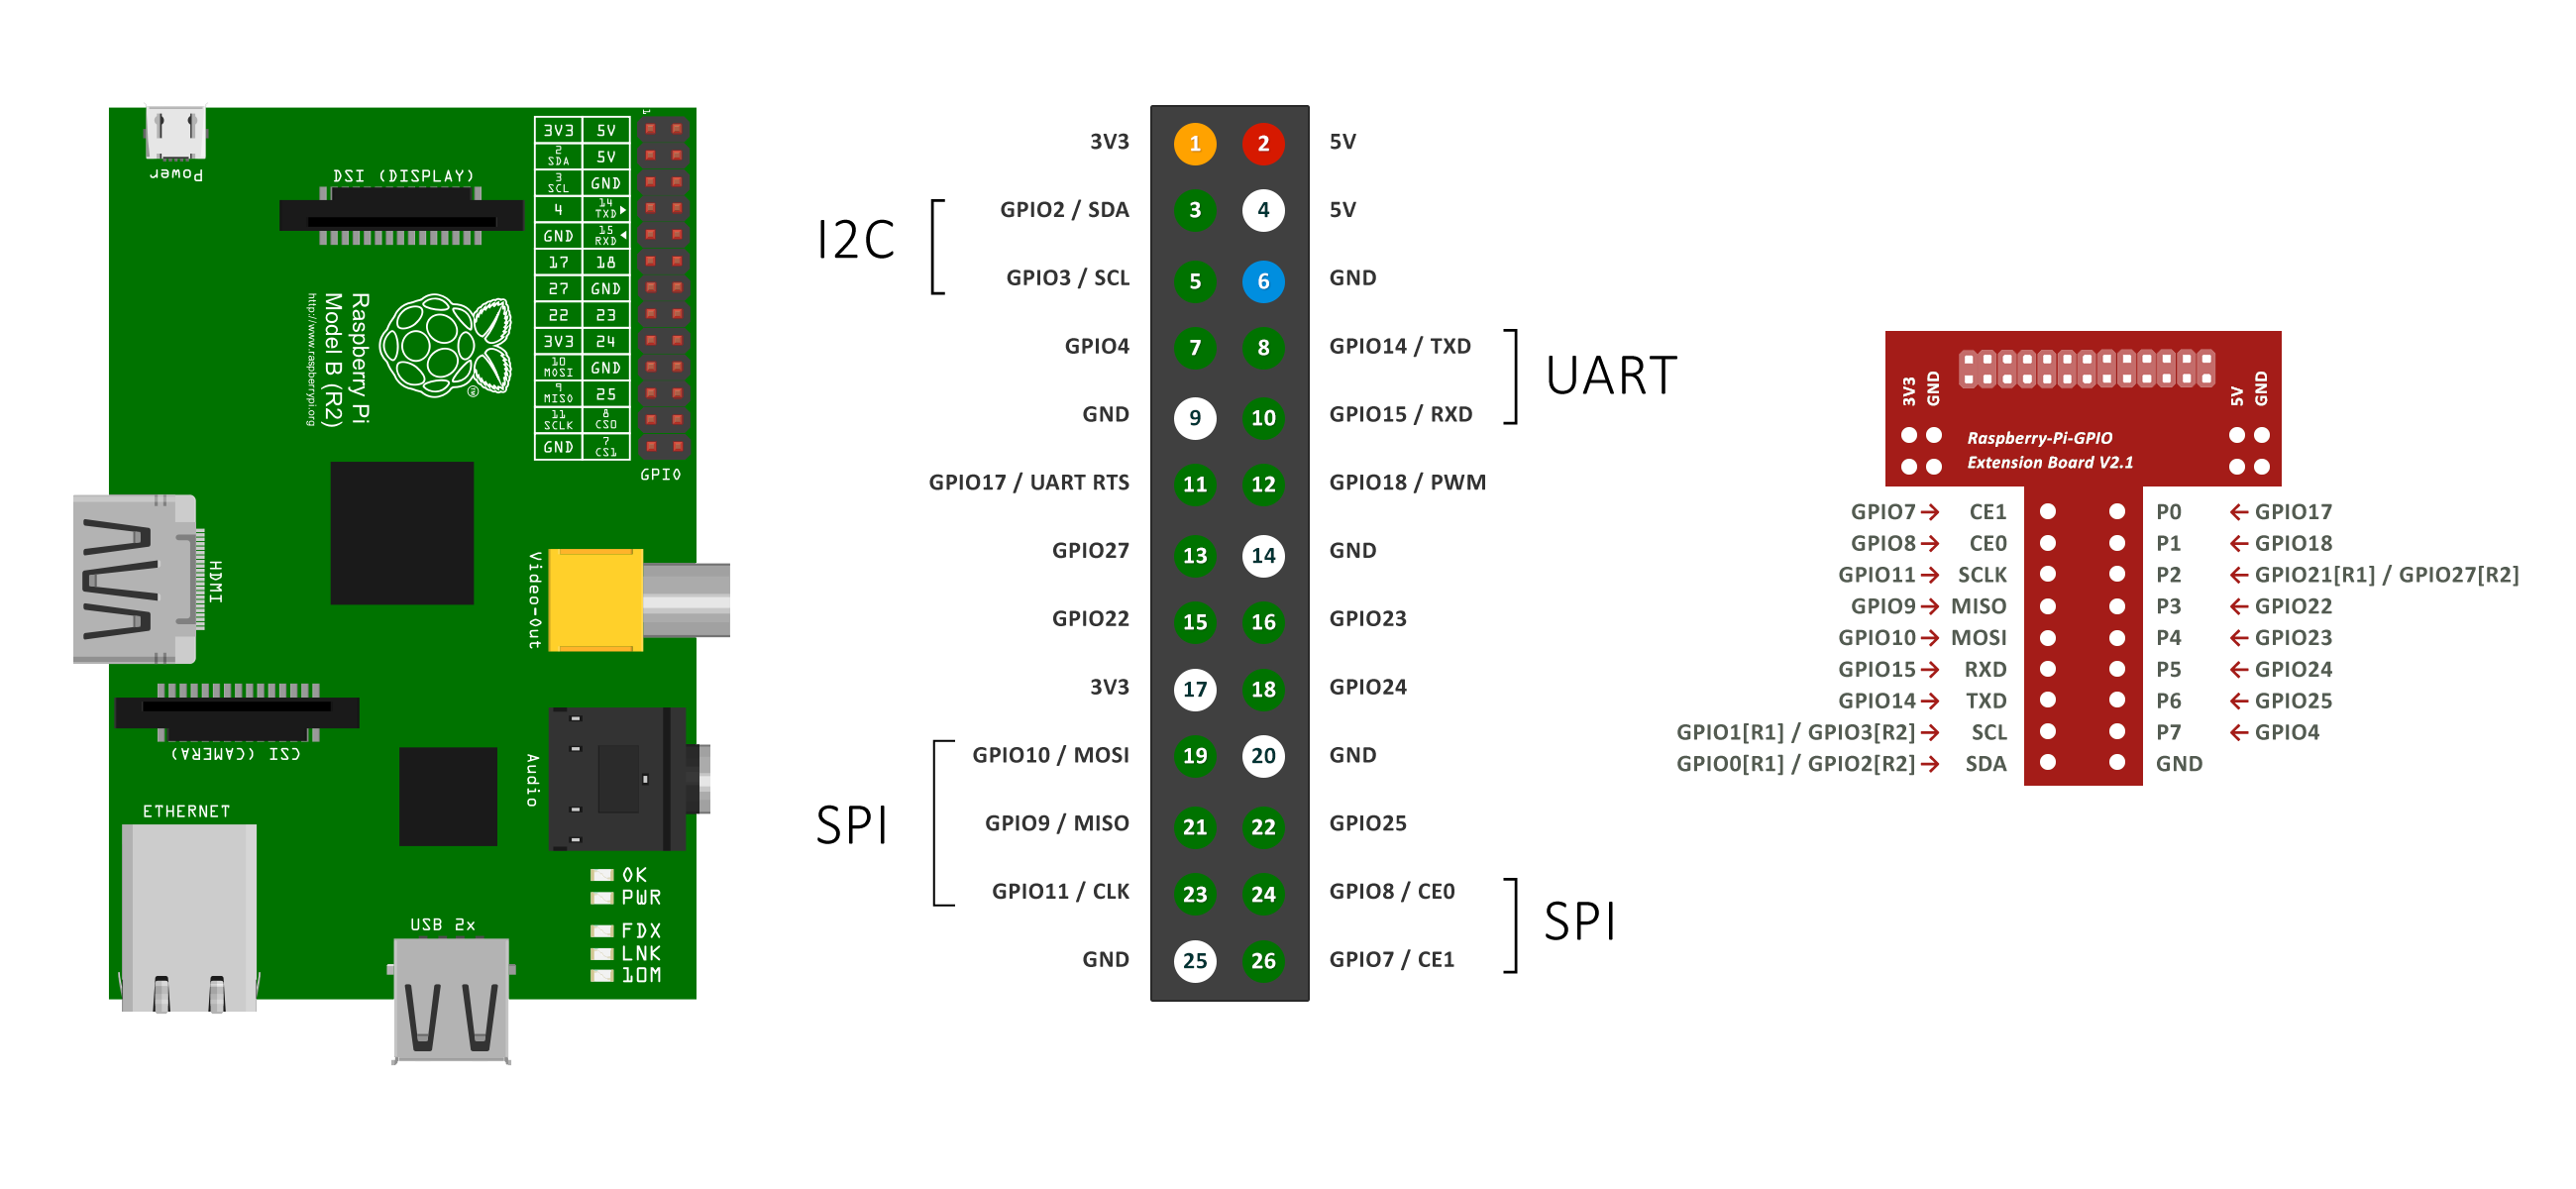 Power
DSI (DISPLAY)
1
3V3 5V
2 SDA 5V
3 SCL GND
4 14 TXD
GND 15 RXD
17 18
27 GND
22 23
3V3 24
10 MOSI GND
9 MISO 25
11 SCLK 8 CS0
GND 7 CS1
GPIO
Raspberry Pi
Model B (R2)
http://www.raspberrypi.org
®
HDMI
Video-Out
CSI (CAMERA)
Audio
ETHERNET
USB 2x
OK
PWR
FDX
LNK
10M
I2C
SPI
3V3 1 2 5V
GPIO2 / SDA 3 4 5V
GPIO3 / SCL 5 6 GND
GPIO4 7 8 GPIO14 / TXD
GND 9 10 GPIO15 / RXD
GPIO17 / UART RTS 11 12 GPIO18 / PWM
GPIO27 13 14 GND
GPIO22 15 16 GPIO23
3V3 17 18 GPIO24
GPIO10 / MOSI 19 20 GND
GPIO9 / MISO 21 22 GPIO25
GPIO11 / CLK 23 24 GPIO8 / CE0
GND 25 26 GPIO7 / CE1
UART
SPI
3V3
GND
5V
GND
Raspberry-Pi-GPIO
Extension Board V2.1
GPIO7→ CE1 P0 ←GPIO17
GPIO8→ CE0 P1 ←GPIO18
GPIO11→ SCLK P2 ←GPIO21[R1] / GPIO27[R2]
GPIO9→ MISO P3 ←GPIO22
GPIO10→ MOSI P4 ←GPIO23
GPIO15→ RXD P5 ←GPIO24
GPIO14→ TXD P6 ←GPIO25
GPIO1[R1] / GPIO3[R2]→ SCL P7 ←GPIO4
GPIO0[R1] / GPIO2[R2]→ SDA GND